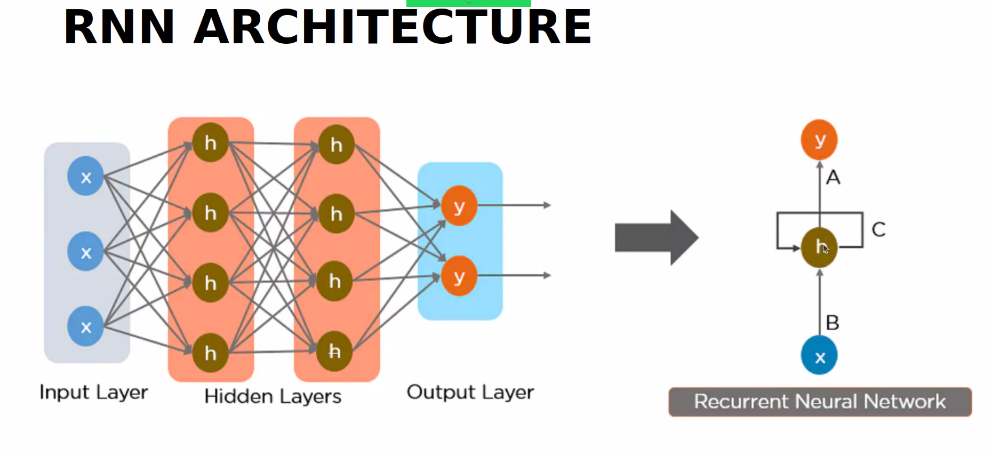 RNN ARCHITECTURE
x
x
x
h
h
h
h
h
h
h
h
y
y
Input Layer
Hidden Layers
Output Layer
y
A
C
h
B
x
Recurrent Neural Network